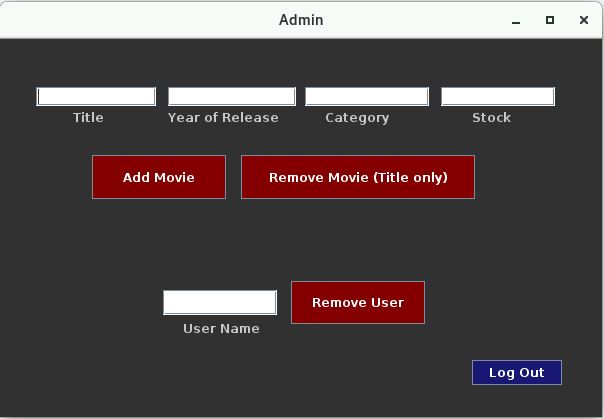 Admin
Title Year of Release Category Stock
Add Movie Remove Movie (Title only)
Remove User
User Name
Log Out